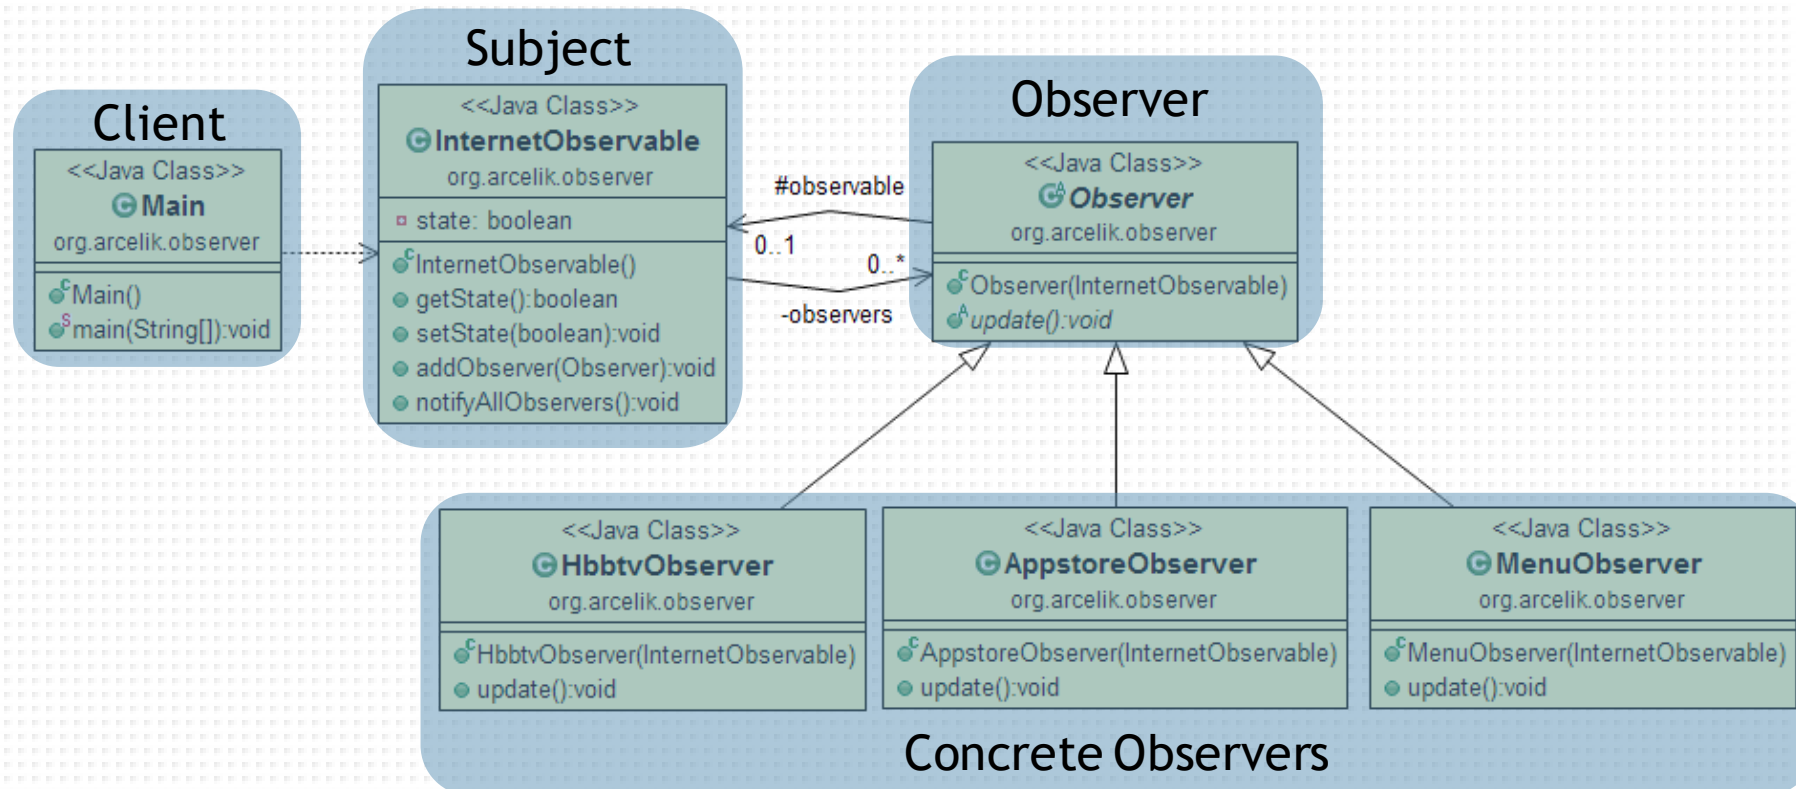 Client
<<Java Class>>
Main
org.arcelik.observer
Main()
main(String[]):void
Subject
<<Java Class>>
InternetObservable
org.arcelik.observer
state: boolean
InternetObservable()
getState():boolean
setState(boolean):void
addObserver(Observer):void
notifyAllObservers():void
#observable
0..1
0..*
-observers
Observer
<<Java Class>>
Observer
org.arcelik.observer
Observer(InternetObservable)
update():void
<<Java Class>>
HbbtvObserver
org.arcelik.observer
HbbtvObserver(InternetObservable)
update():void
<<Java Class>>
AppstoreObserver
org.arcelik.observer
AppstoreObserver(InternetObservable)
update():void
<<Java Class>>
MenuObserver
org.arcelik.observer
MenuObserver(InternetObservable)
update():void
Concrete Observers